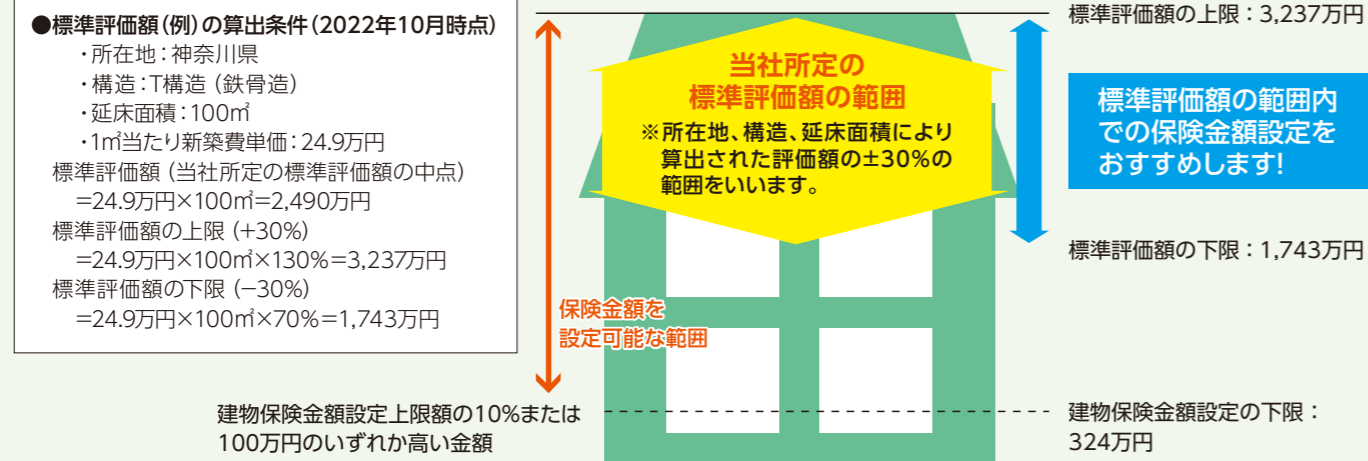 ●標準評価額(例)の算出条件(2022年10月時点)
・所在地：神奈川県
・構造：T構造（鉄骨造）
・延床面積：100㎡
・1㎡当たり新築費単価：24.9万円
標準評価額（当社所定の標準評価額の中点）
＝24.9万円×100㎡＝2,490万円
標準評価額の上限（+30%）
＝24.9万円×100㎡×130%＝3,237万円
標準評価額の下限（−30%）
＝24.9万円×100㎡×70%＝1,743万円
当社所定の
標準評価額の範囲
※所在地、構造、延床面積により
算出された評価額の±30%の
範囲をいいます。
標準評価額の上限：3,237万円
標準評価額の範囲内
での保険金額設定を
おすすめします!
標準評価額の下限：1,743万円
保険金額を
設定可能な範囲
建物保険金額設定上限額の10%または
100万円のいずれか高い金額
建物保険金額設定の下限：
324万円